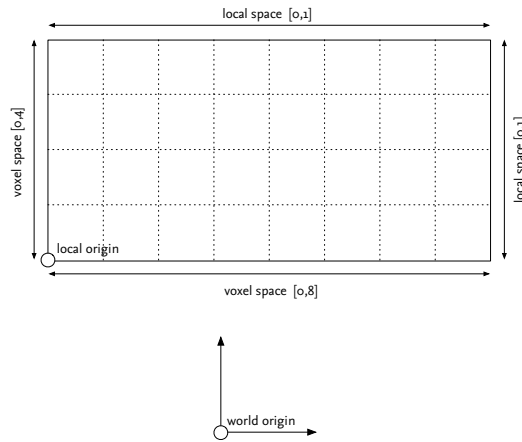 local space [0,1]
voxel space [0,4]
local space [0,1]
local origin
voxel space  [0,8]
world origin